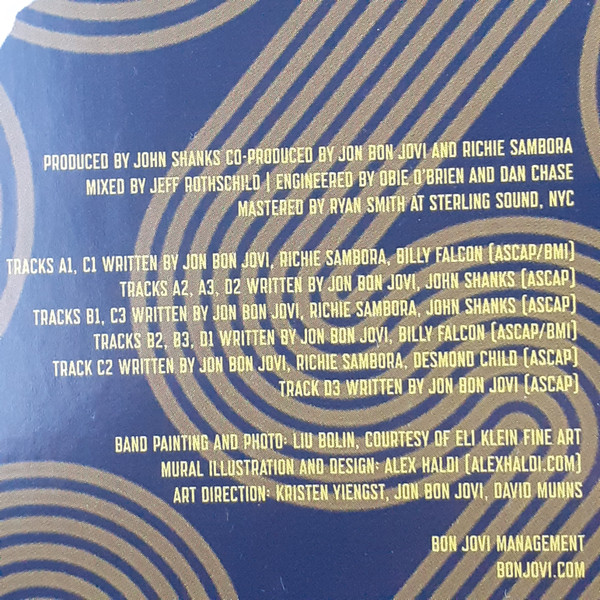 PRODUCED BY JOHN SHANKS CO-PRODUCED BY JON BON JOVI AND RICHIE SAMBORA
MIXED BY JEFF ROTHSCHILD | ENGINEERED BY OBIE O'BRIEN AND DAN CHASE
MASTERED BY RYAN SMITH AT STERLING SOUND, NYC
TRACKS A1, C1 WRITTEN BY JON BON JOVI, RICHIE SAMBORA, BILLY FALCON (ASCAP/BMI)
TRACKS A2, A3, D2 WRITTEN BY JON BON JOVI, JOHN SHANKS (ASCAP)
TRACKS B1, C3 WRITTEN BY JON BON JOVI, RICHIE SAMBORA, JOHN SHANKS (ASCAP)
TRACKS B2, B3, D1 WRITTEN BY JON BON JOVI, BILLY FALCON (ASCAP/BMI)
TRACK C2 WRITTEN BY JON BON JOVI, RICHIE SAMBORA, DESMOND CHILD (ASCAP)
TRACK D3 WRITTEN BY JON BON JOVI (ASCAP)
BAND PAINTING AND PHOTO: LIU BOLIN, COURTESY OF ELI KLEIN FINE ART
MURAL ILLUSTRATION AND DESIGN: ALEX HALDI (ALEXHALDI.COM)
ART DIRECTION: KRISTEN YIENGST, JON BON JOVI, DAVID MUNNS
BON JOVI MANAGEMENT
BONJOVI.COM